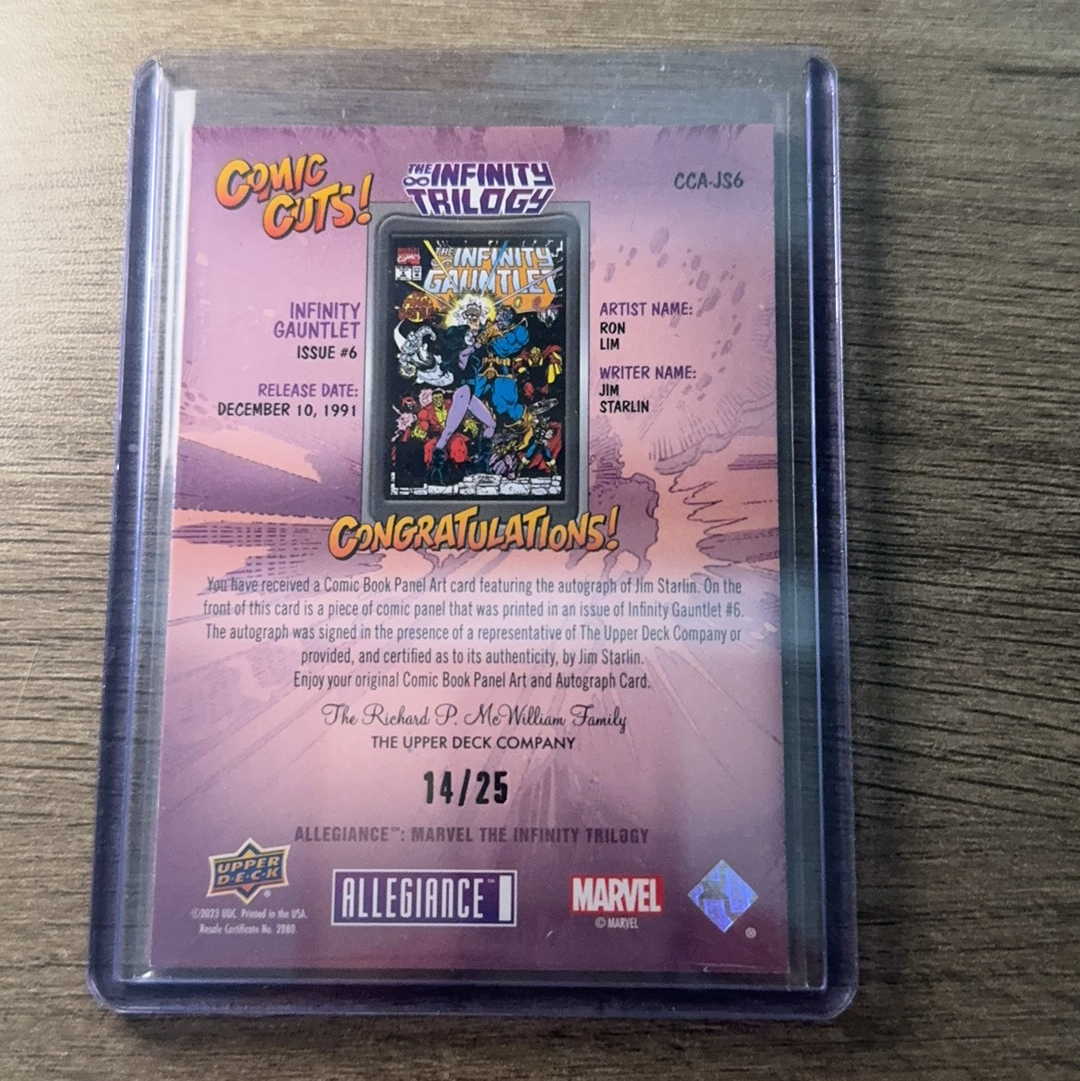 COMIC CUTS!
THE INFINITY TRILOGY
CCA-JS6
MARVEL COMICS
THE INFINITY
GAUNTLET
INFINITY
GAUNTLET
ISSUE #6
RELEASE DATE:
DECEMBER 10, 1991
ARTIST NAME:
RON
LIM
WRITER NAME:
JIM
STARLIN
CONGRATULATIONS!
You have received a Comic Book Panel Art card featuring the autograph of Jim Starlin. On the
front of this card is a piece of comic panel that was printed in an issue of Infinity Gauntlet #6.
The autograph was signed in the presence of a representative of The Upper Deck Company or
provided, and certified as to its authenticity, by Jim Starlin.
Enjoy your original Comic Book Panel Art and Autograph Card.
The Richard P. McWilliam Family
THE UPPER DECK COMPANY
14/25
ALLEGIANCE™: MARVEL THE INFINITY TRILOGY
UPPER
D•E•C•K
®
©2023 UDC Printed in the USA.
Resale Certificate No. 2880.
ALLEGIANCE™
MARVEL
© MARVEL
®